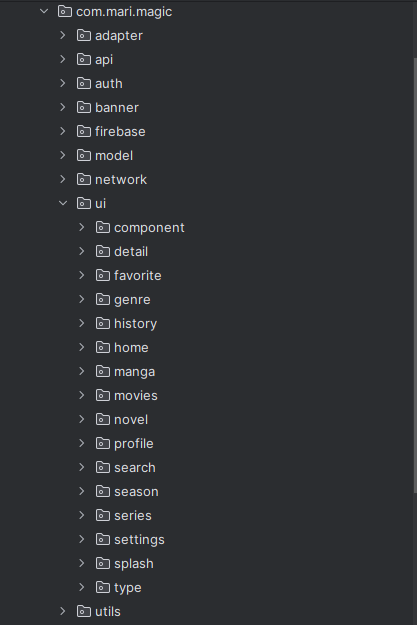 com.mari.magic
adapter
api
auth
banner
firebase
model
network
ui
component
detail
favorite
genre
history
home
manga
movies
novel
profile
search
season
series
settings
splash
type
utils